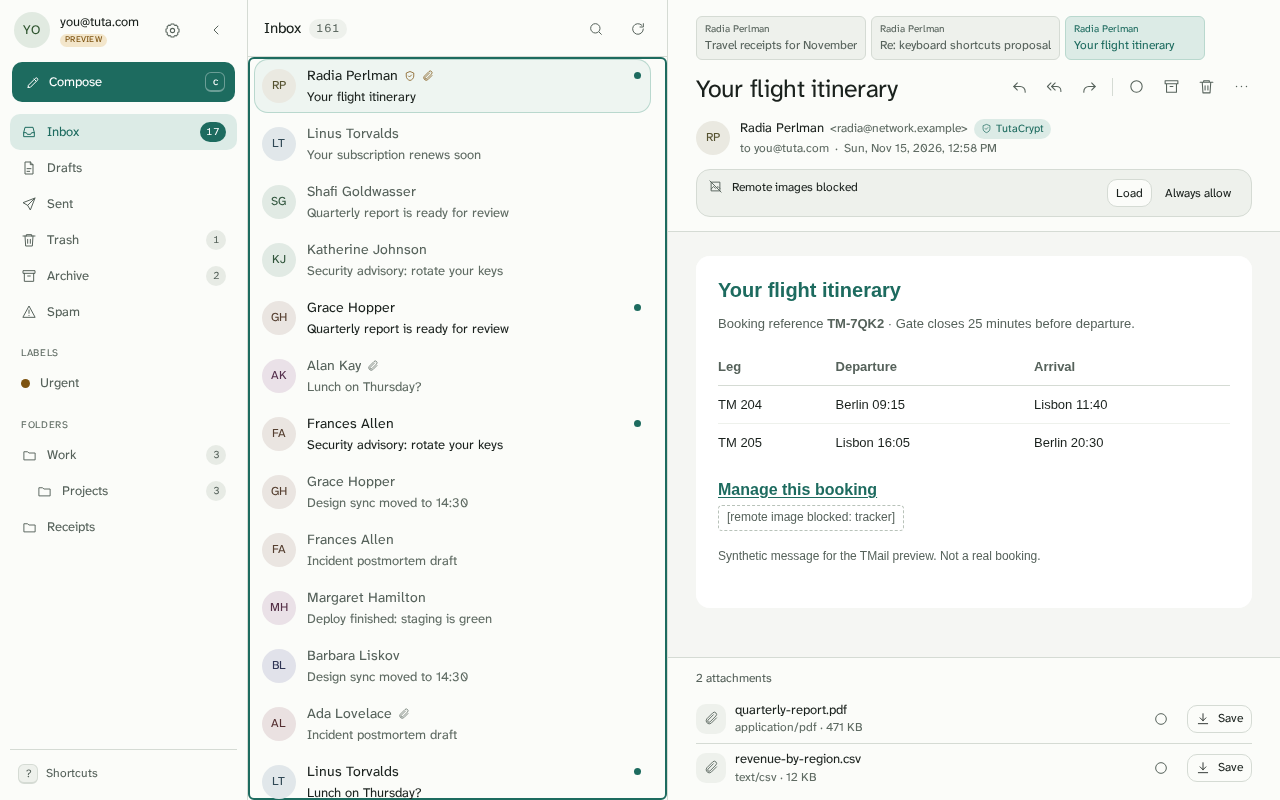 YO
you@tuta.com
PREVIEW
Compose
c
Inbox
17
Drafts
Sent
Trash
1
Archive
2
Spam
LABELS
Urgent
FOLDERS
Work
3
Projects
3
Receipts
?
Shortcuts
Inbox
161
RP
Radia Perlman
Your flight itinerary
LT
Linus Torvalds
Your subscription renews soon
SG
Shafi Goldwasser
Quarterly report is ready for review
KJ
Katherine Johnson
Security advisory: rotate your keys
GH
Grace Hopper
Quarterly report is ready for review
AK
Alan Kay
Lunch on Thursday?
FA
Frances Allen
Security advisory: rotate your keys
GH
Grace Hopper
Design sync moved to 14:30
FA
Frances Allen
Incident postmortem draft
MH
Margaret Hamilton
Deploy finished: staging is green
BL
Barbara Liskov
Design sync moved to 14:30
AL
Ada Lovelace
Incident postmortem draft
LT
Linus Torvalds
Lunch on Thursday?
Radia Perlman
Travel receipts for November
Radia Perlman
Re: keyboard shortcuts proposal
Radia Perlman
Your flight itinerary
Your flight itinerary
RP
Radia Perlman <radia@network.example>
TutaCrypt
to you@tuta.com · Sun, Nov 15, 2026, 12:58 PM
Remote images blocked
Load
Always allow
Your flight itinerary
Booking reference TM-7QK2 · Gate closes 25 minutes before departure.
Leg Departure Arrival
TM 204 Berlin 09:15 Lisbon 11:40
TM 205 Lisbon 16:05 Berlin 20:30
Manage this booking
[remote image blocked: tracker]
Synthetic message for the TMail preview. Not a real booking.
2 attachments
quarterly-report.pdf
application/pdf · 471 KB
Save
revenue-by-region.csv
text/csv · 12 KB
Save